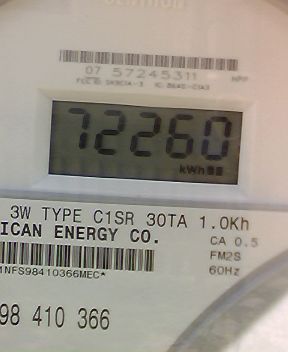 07 57245311
72260
kWh
3W TYPE C1SR 30TA 1.0Kh
ICAN ENERGY CO.
CA 0.5
FM2S
60Hz
1NFS98410366MEC*
98 410 366